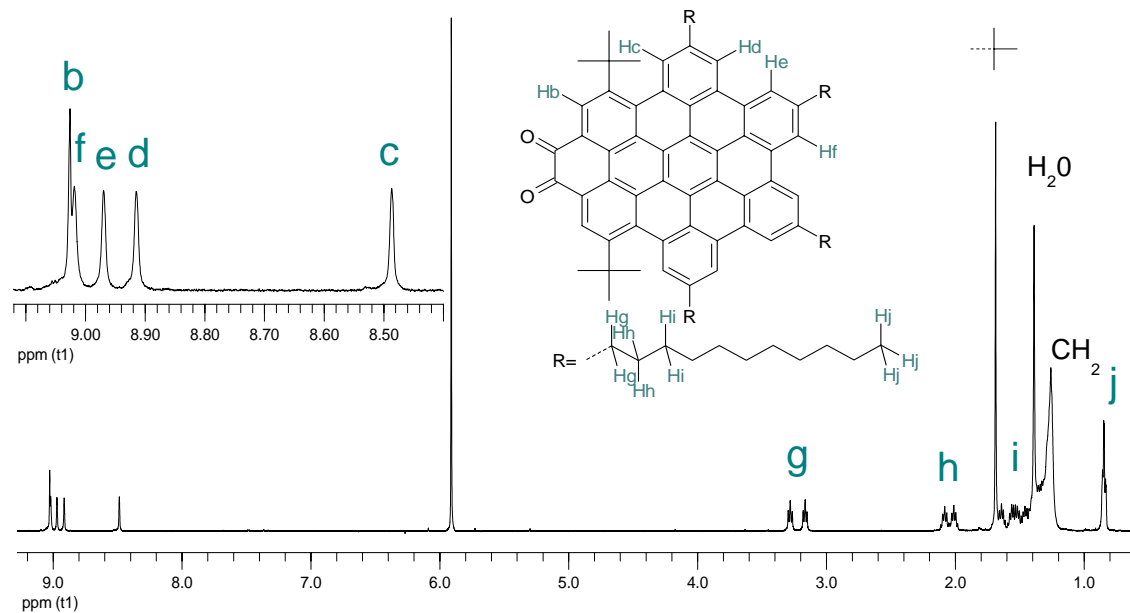 b
f
e
d
c
9.00
8.90
8.80
8.70
8.60
8.50
ppm (t1)
R
Hc
Hd
He
R
Hb
Hf
O
O
R
R
H₂0
Hg
Hh
Hi
Hj
R=
Hg
Hh
Hi
Hj
Hj
CH₂
j
g
h
i
9.0
8.0
7.0
6.0
5.0
4.0
3.0
2.0
1.0
ppm (t1)